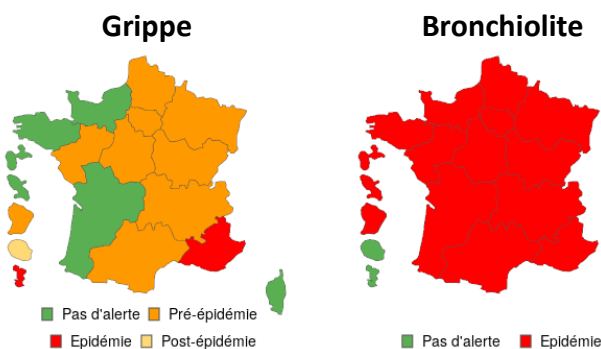 Grippe
Bronchiolite
Pas d'alerte Pré-épidémie
Epidémie Post-épidémie
Pas d'alerte Epidémie